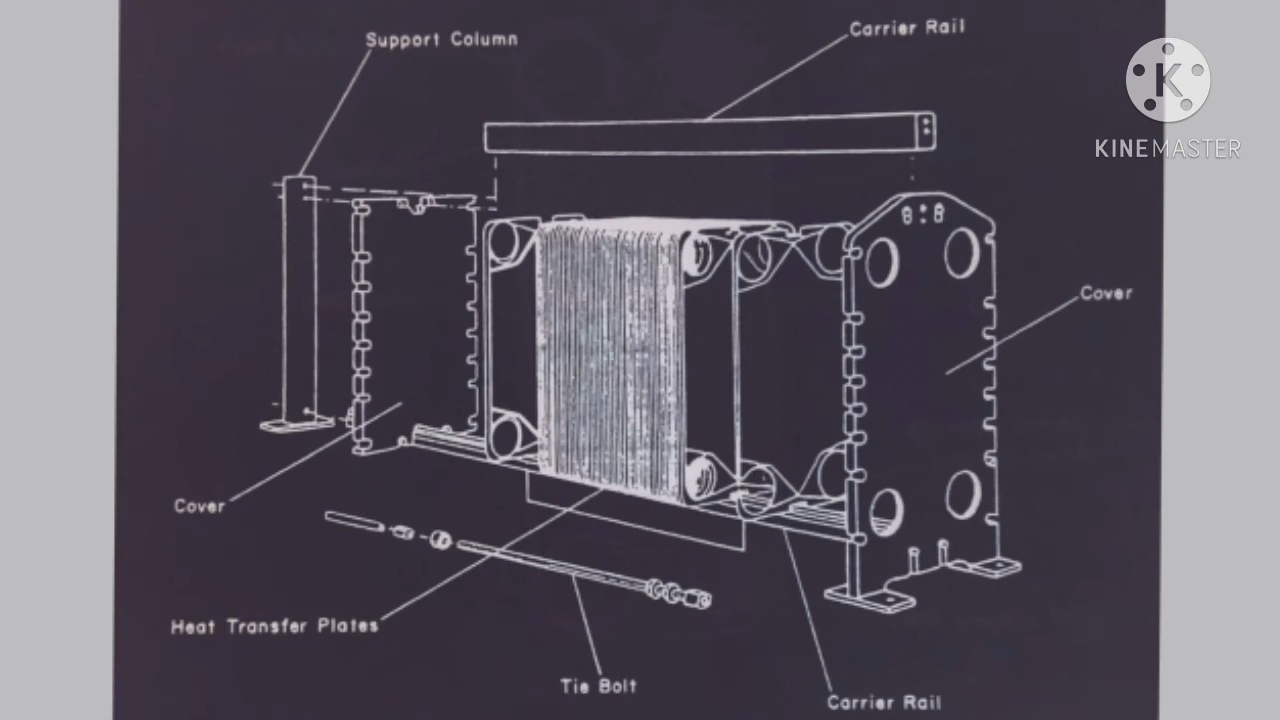 Support Column
Carrier Rail
K
KINEMASTER
Cover
Cover
Heat Transfer Plates
Tie Bolt
Carrier Rail